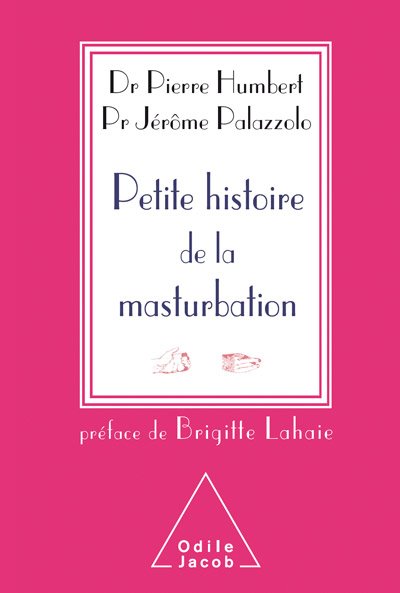 Dr Pierre Humbert
Pr Jérôme Palazzolo
Petite histoire
de la
masturbation
préface de Brigitte Lahaie
Odile
Jacob